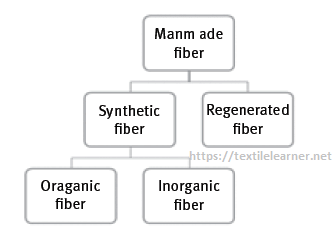 Manm ade
fiber
Synthetic
fiber
Regenerated
fiber
https://textilelearner.net
Oraganic
fiber
Inorganic
fiber